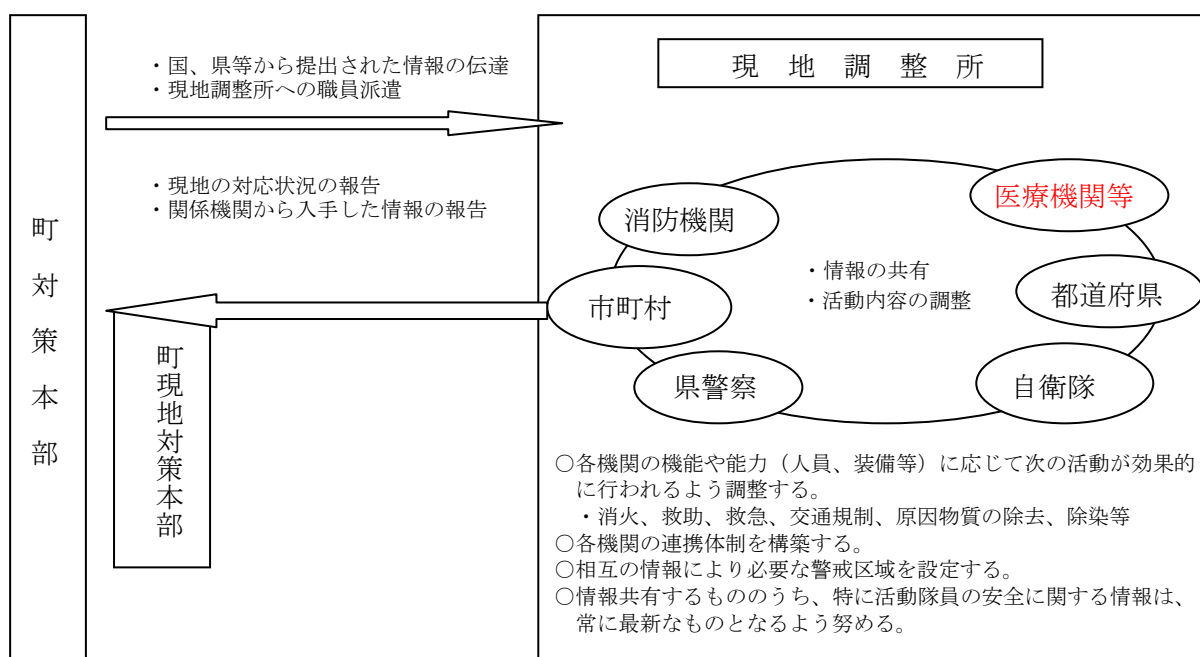 町対策本部
・国、県等から提出された情報の伝達
・現地調整所への職員派遣
・現地の対応状況の報告
・関係機関から入手した情報の報告
町現地対策本部
現地調整所
医療機関等
消防機関
・情報の共有
・活動内容の調整
都道府県
市町村
県警察
自衛隊
○各機関の機能や能力（人員、装備等）に応じて次の活動が効果的
に行われるよう調整する。
・消火、救助、救急、交通規制、原因物質の除去、除染等
○各機関の連携体制を構築する。
○相互の情報により必要な警戒区域を設定する。
○情報共有するもののうち、特に活動隊員の安全に関する情報は、
常に最新なものとなるよう努める。